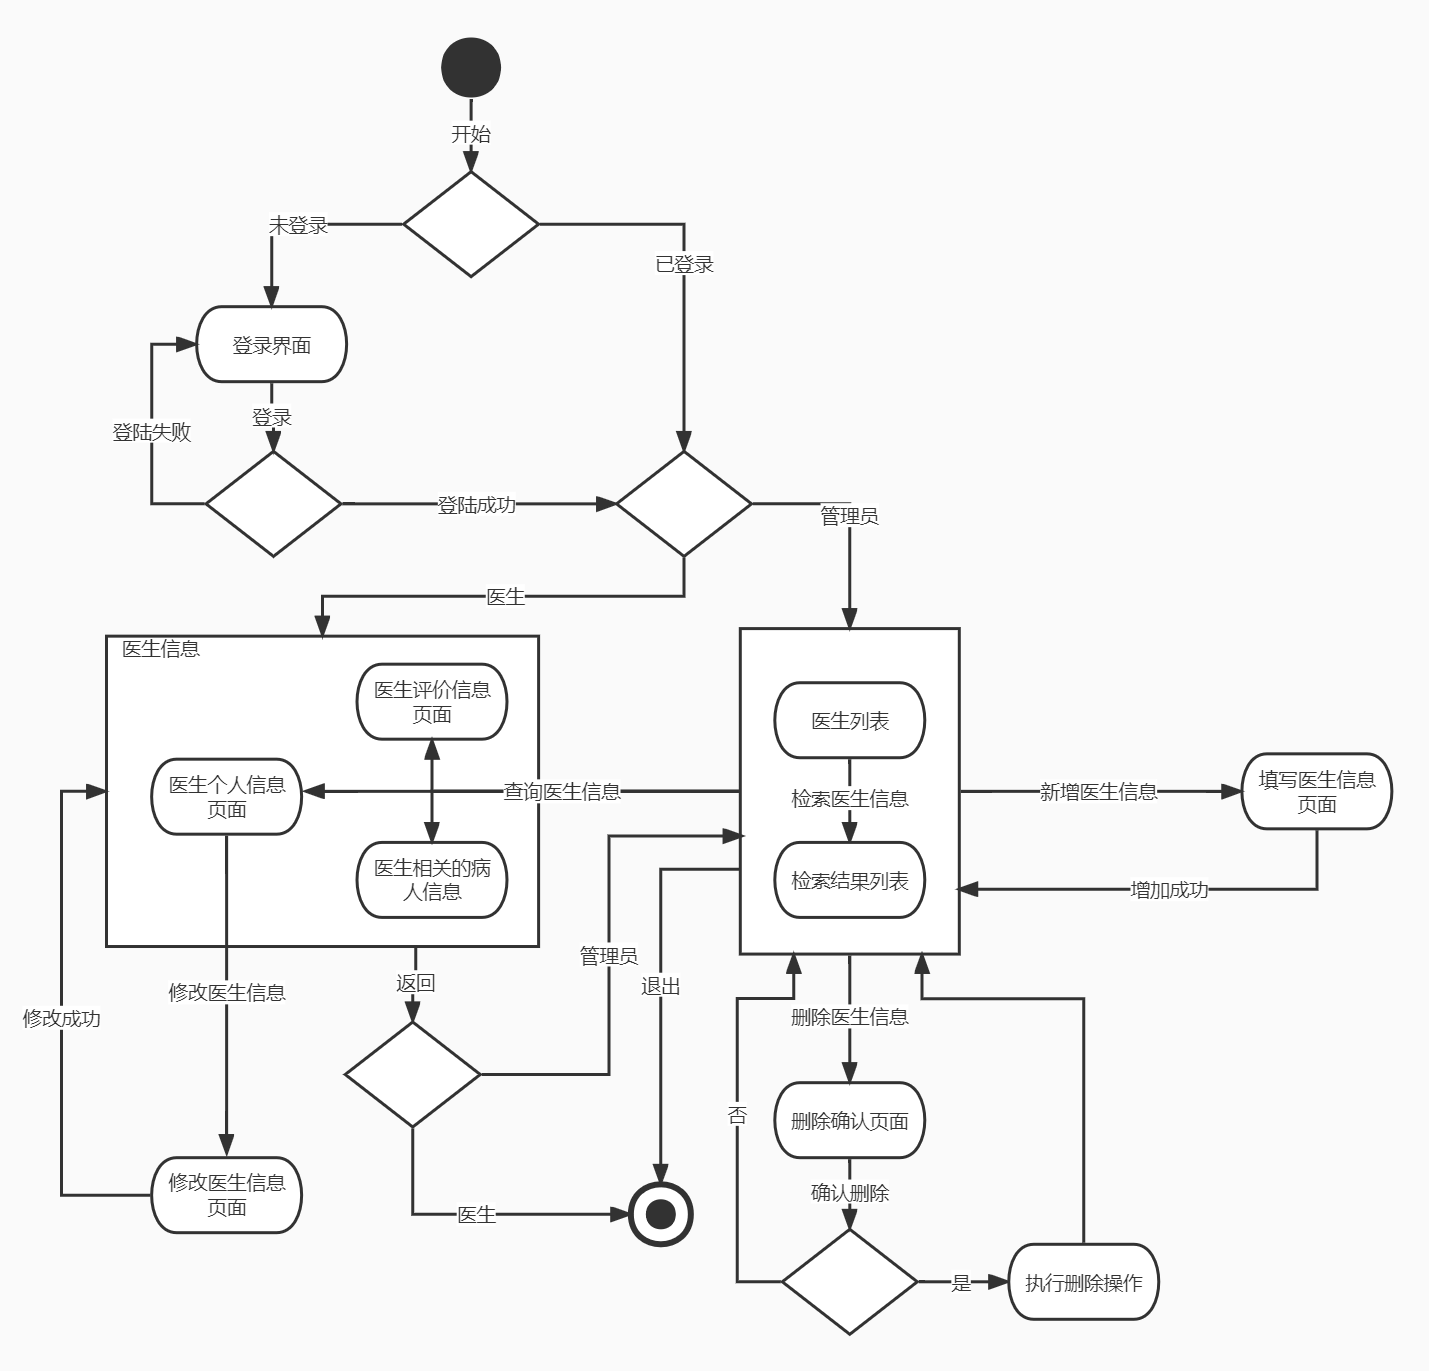 开始
未登录
已登录
登录界面
登录
登陆失败
登陆成功
管理员
医生
医生信息
医生评价信息
页面
医生个人信息
页面
查询医生信息
医生相关的病
人信息
医生列表
检索医生信息
检索结果列表
新增医生信息
填写医生信息
页面
增加成功
返回
管理员
退出
修改医生信息
修改成功
删除医生信息
否
删除确认页面
修改医生信息
页面
医生
确认删除
是
执行删除操作